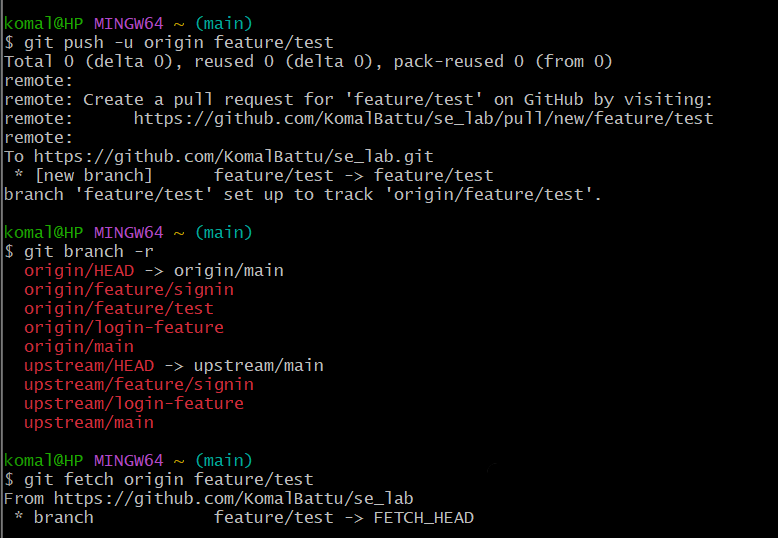 komal@HP MINGW64 ~ (main)
$ git push -u origin feature/test
Total 0 (delta 0), reused 0 (delta 0), pack-reused 0 (from 0)
remote:
remote: Create a pull request for 'feature/test' on GitHub by visiting:
remote:      https://github.com/KomalBattu/se_lab/pull/new/feature/test
remote:
To https://github.com/KomalBattu/se_lab.git
 * [new branch]      feature/test -> feature/test
branch 'feature/test' set up to track 'origin/feature/test'.
komal@HP MINGW64 ~ (main)
$ git branch -r
  origin/HEAD -> origin/main
  origin/feature/signin
  origin/feature/test
  origin/login-feature
  origin/main
  upstream/HEAD -> upstream/main
  upstream/feature/signin
  upstream/login-feature
  upstream/main
komal@HP MINGW64 ~ (main)
$ git fetch origin feature/test
From https://github.com/KomalBattu/se_lab
 * branch            feature/test -> FETCH_HEAD